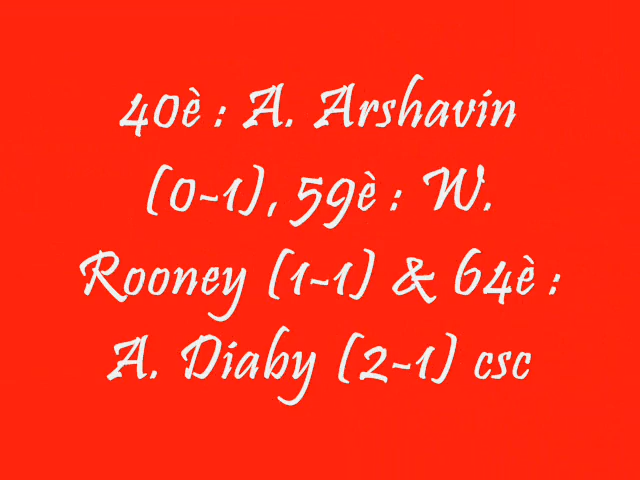 40è : A. Arshavin
(0-1), 59è : W.
Rooney (1-1) & 64è :
A. Diaby (2-1) csc